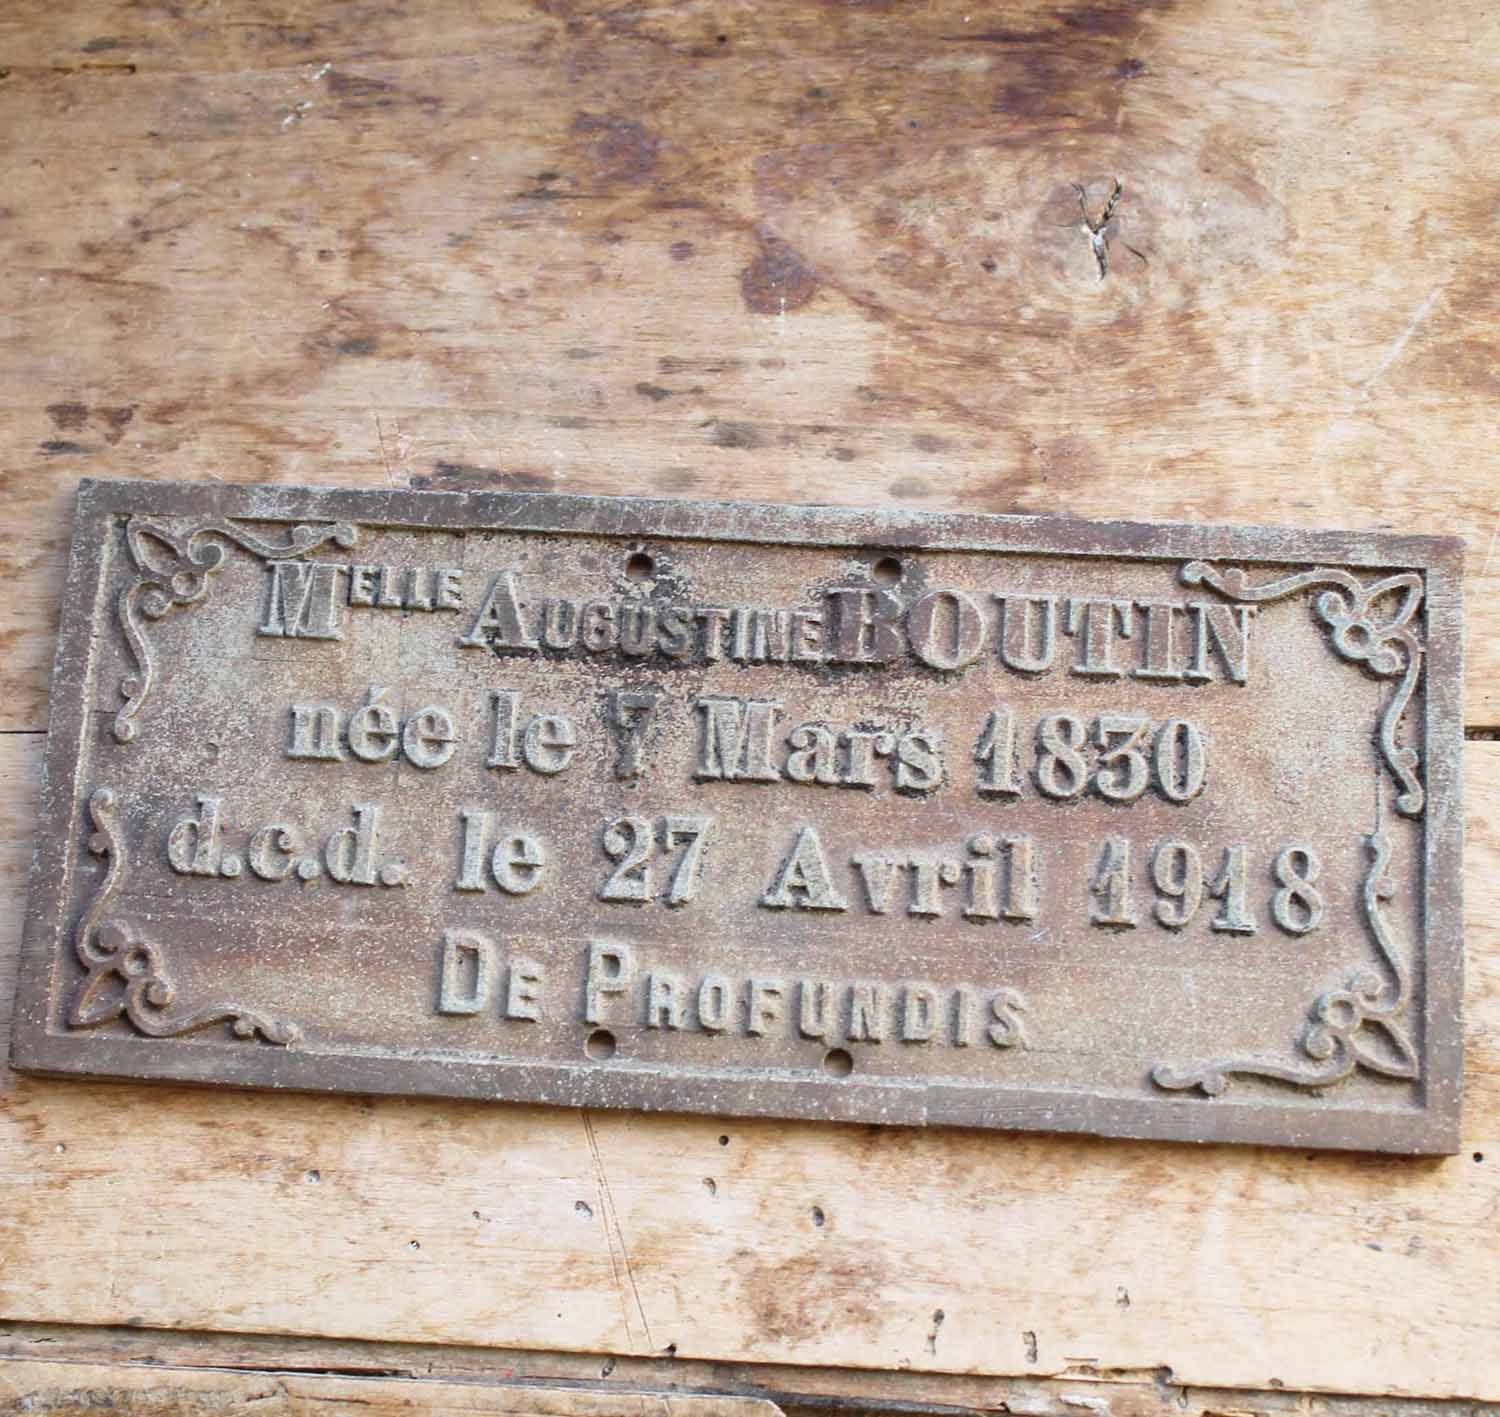 MELLE AUGUSTINE BOUTIN
née le 7 Mars 1830
d.c.d. le 27 Avril 1918
DE PROFUNDIS